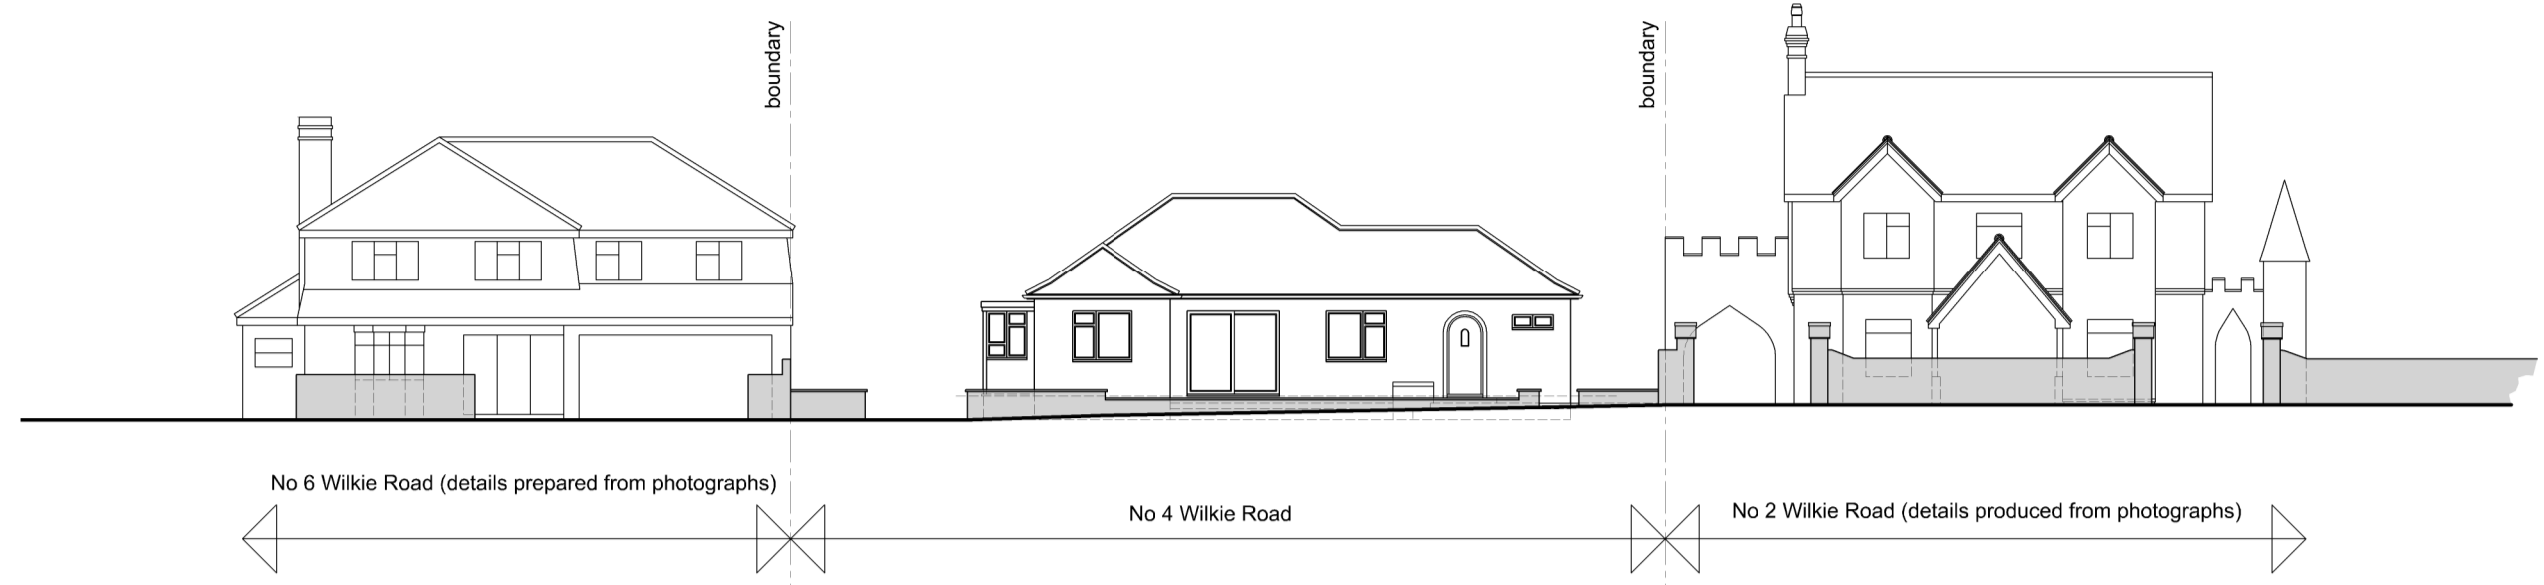 boundary
boundary
No 6 Wilkie Road (details prepared from photographs)
No 4 Wilkie Road
No 2 Wilkie Road (details produced from photographs)